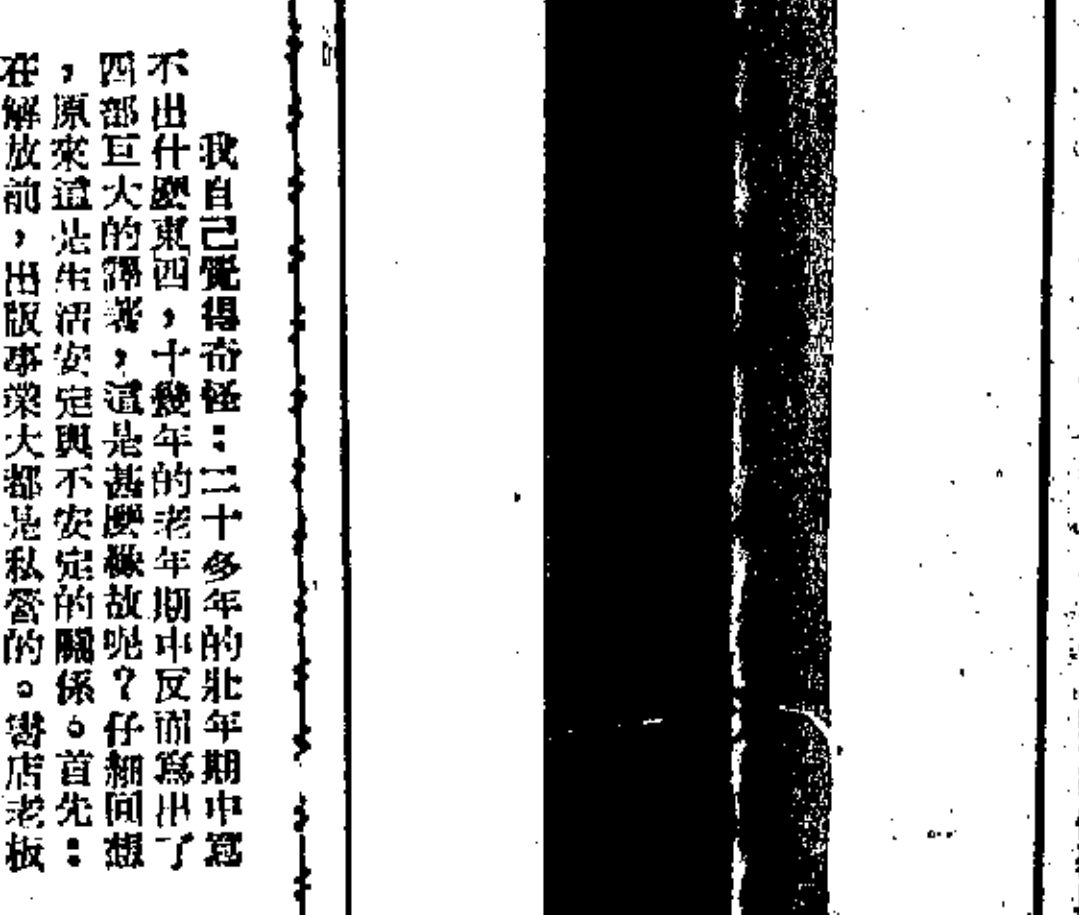 我自己覺得奇怪：二十多年的壯年期中寫
不出什麼東西，十幾年的老年期中反而寫出了
四部巨大的譯著，這是甚麼緣故呢？仔細回想
，原來這是生活安定與不安定的關係。首先：
在解放前，出版事業大都是私營的。書店老板